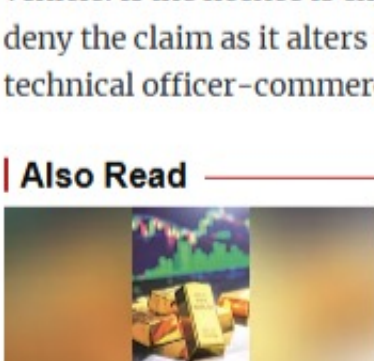 deny the claim as it alters
technical officer-commer
Also Read